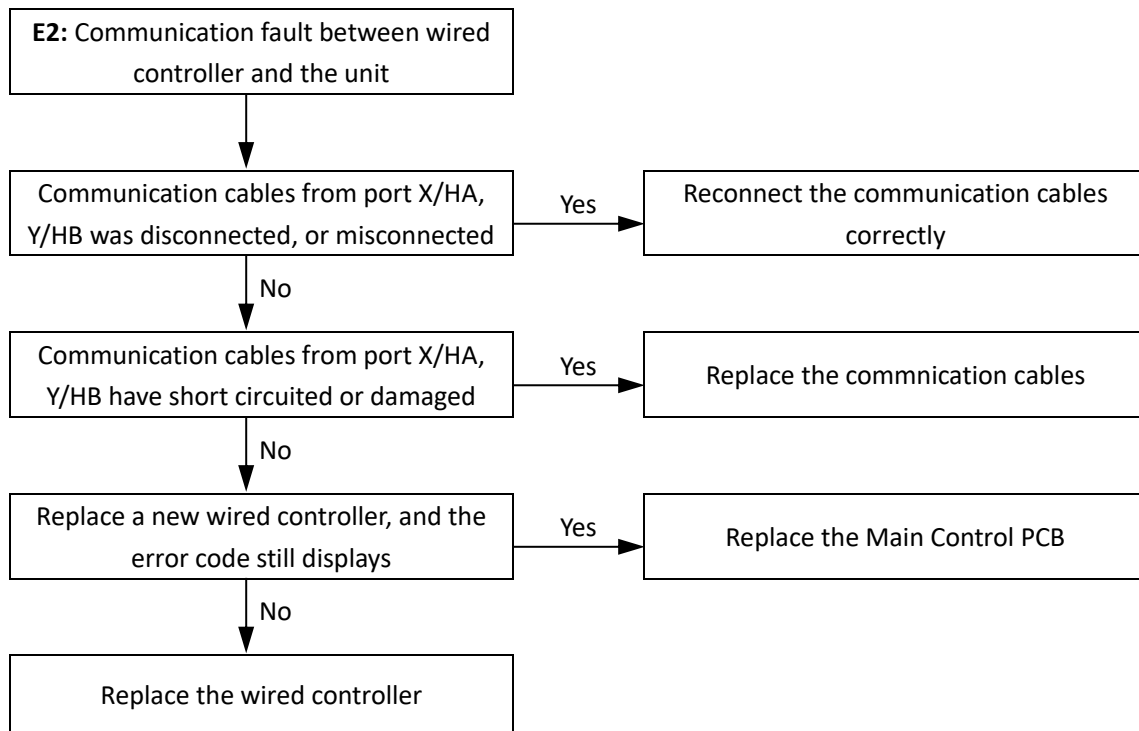 E2: Communication fault between wired
controller and the unit
Communication cables from port X/HA,
Y/HB was disconnected, or misconnected
Yes
Reconnect the communication cables
correctly
No
Communication cables from port X/HA,
Y/HB have short circuited or damaged
Yes
Replace the commnication cables
No
Replace a new wired controller, and the
error code still displays
Yes
Replace the Main Control PCB
No
Replace the wired controller